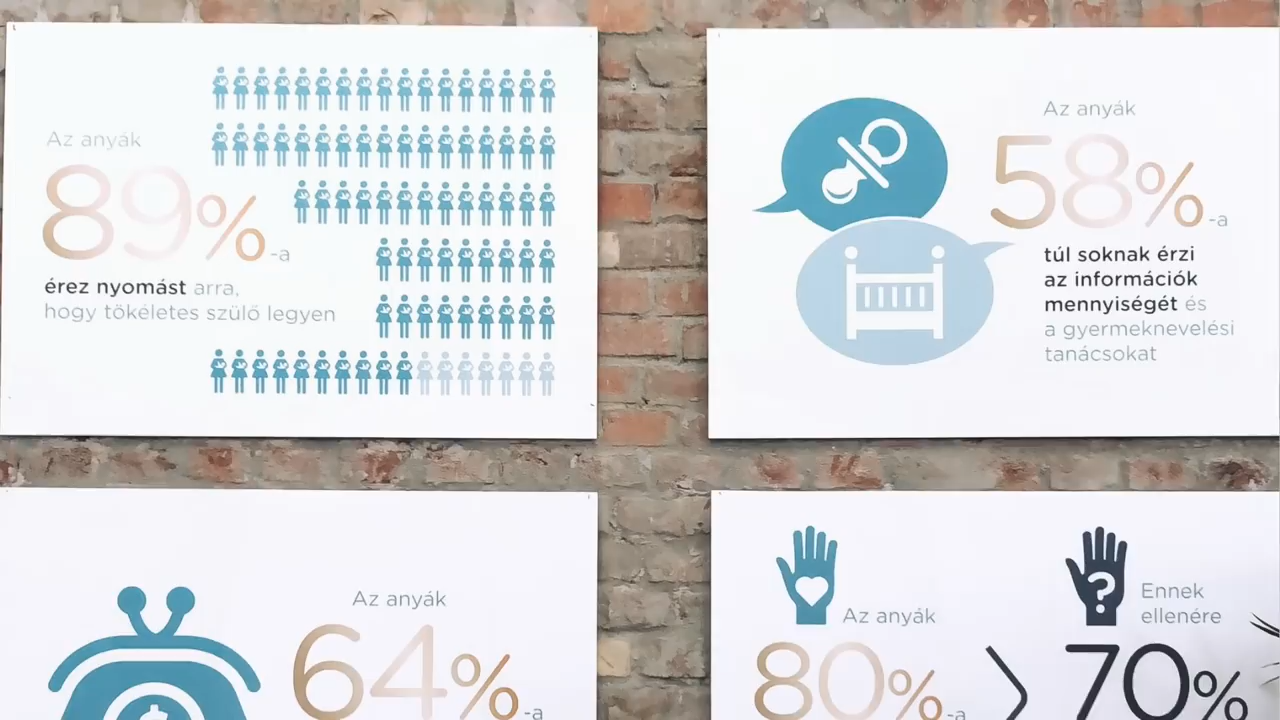 Az anyák
89%-a
érez nyomást arra,
hogy tökéletes szülő legyen
Az anyák
58%-a
túl soknak érzi
az információk
mennyiségét és
a gyermeknevelési
tanácsokat
Az anyák
64%-a
Az anyák
80%-a
Ennek
ellenére
70%